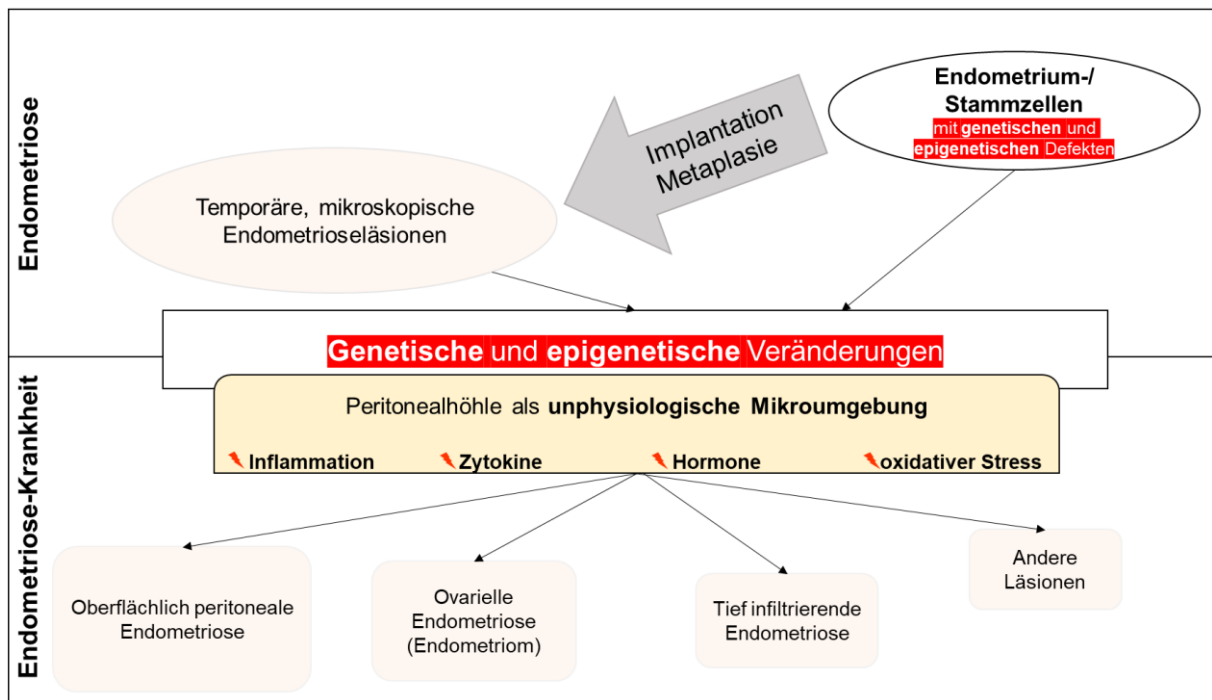 Endometriose
Endometrium-/
Stammzellen
mit genetischen und
epigenetischen Defekten
Implantation
Metaplasie
Temporäre, mikroskopische
Endometrioseläsionen
Genetische und epigenetische Veränderungen
Endometriose-Krankheit
Peritonealhöhle als unphysiologische Mikroumgebung
Inflammation
Zytokine
Hormone
oxidativer Stress
Oberflächlich peritoneale
Endometriose
Ovarielle
Endometriose
(Endometriom)
Tief infiltrierende
Endometriose
Andere
Läsionen